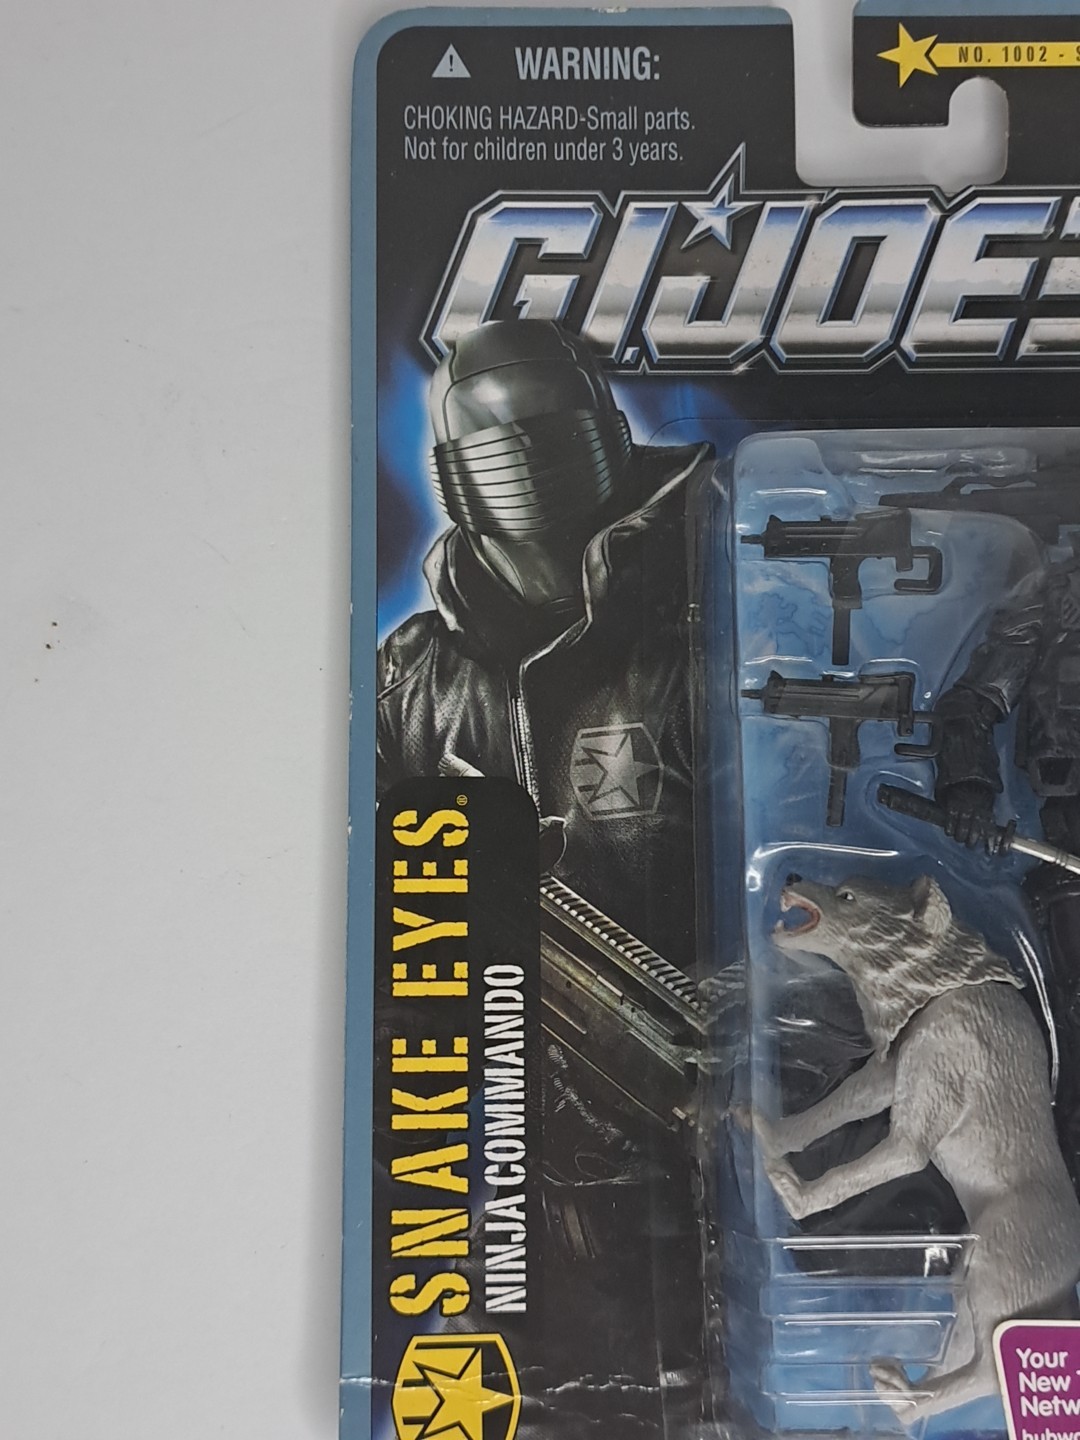 WARNING:
CHOKING HAZARD-Small parts.
Not for children under 3 years.
NO. 1002 -
G.I. JOE
SNAKE EYES®
NINJA COMMANDO
Your
New